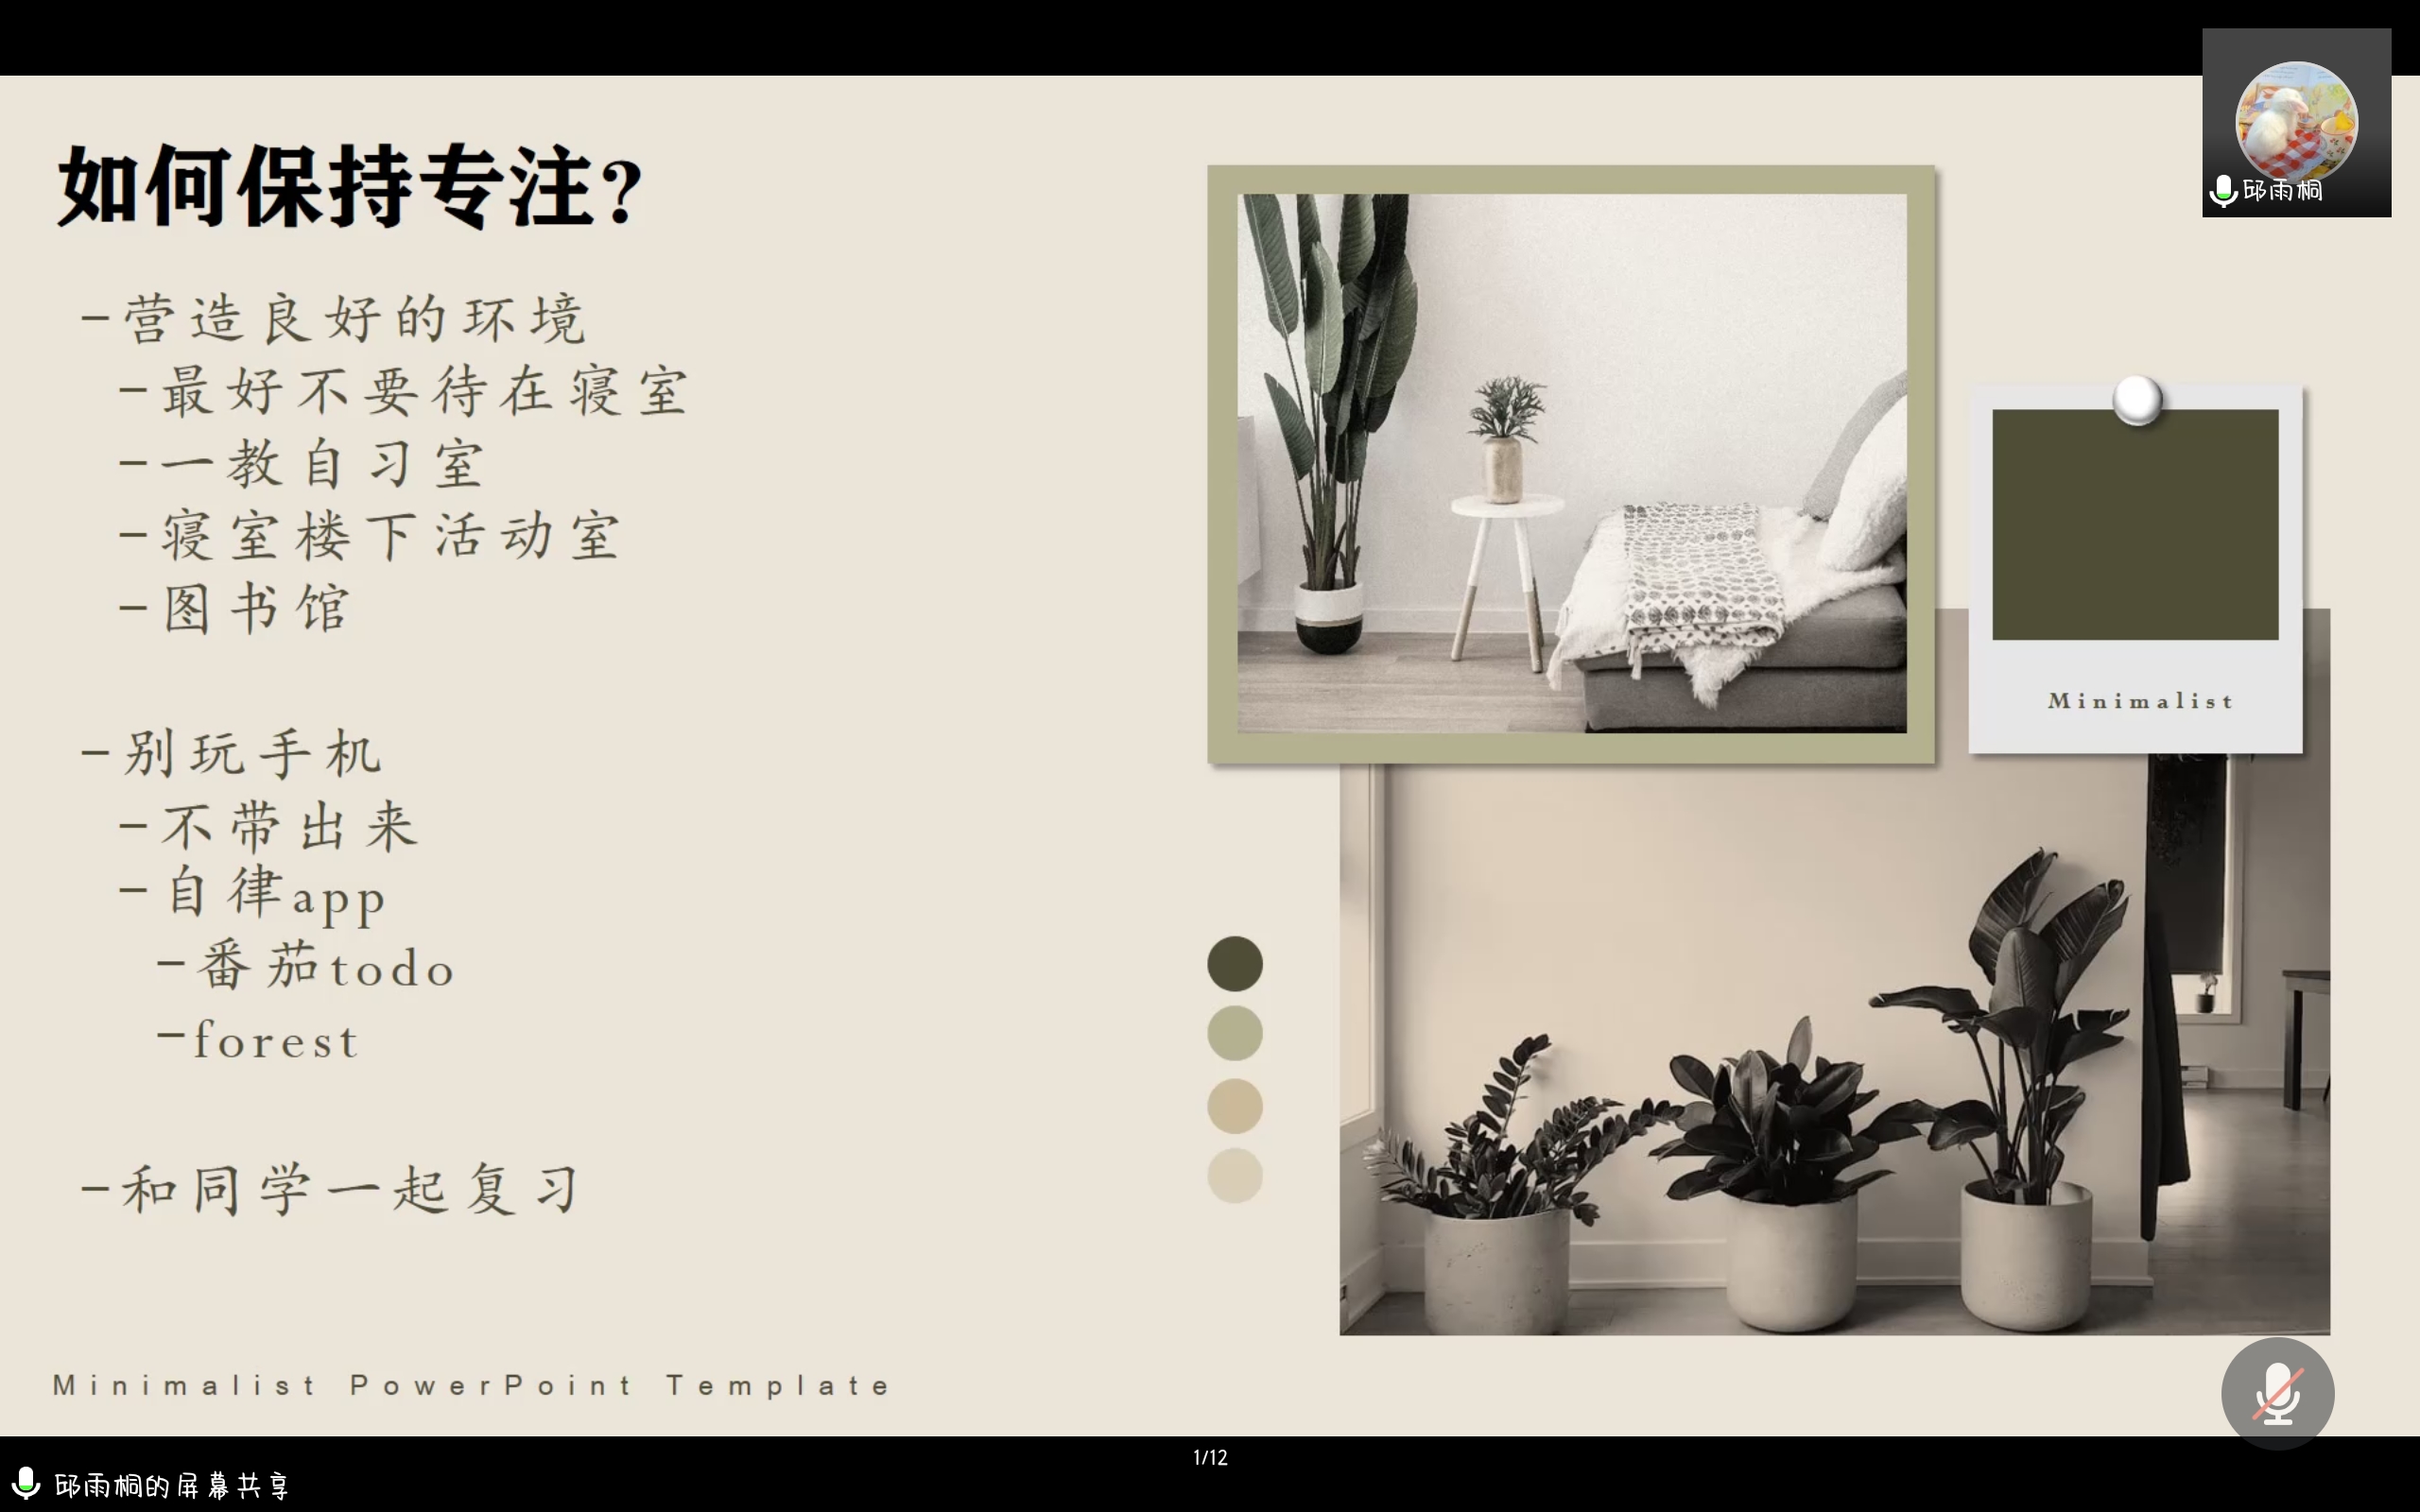 如何保持专注?
-营造良好的环境
-最好不要待在寝室
-一教自习室
-寝室楼下活动室
-图书馆
-别玩手机
-不带出来
-自律app
-番茄todo
-forest
-和同学一起复习
Minimalist
Minimalist PowerPoint Template
邱雨桐
1/12
邱雨桐的屏幕共享